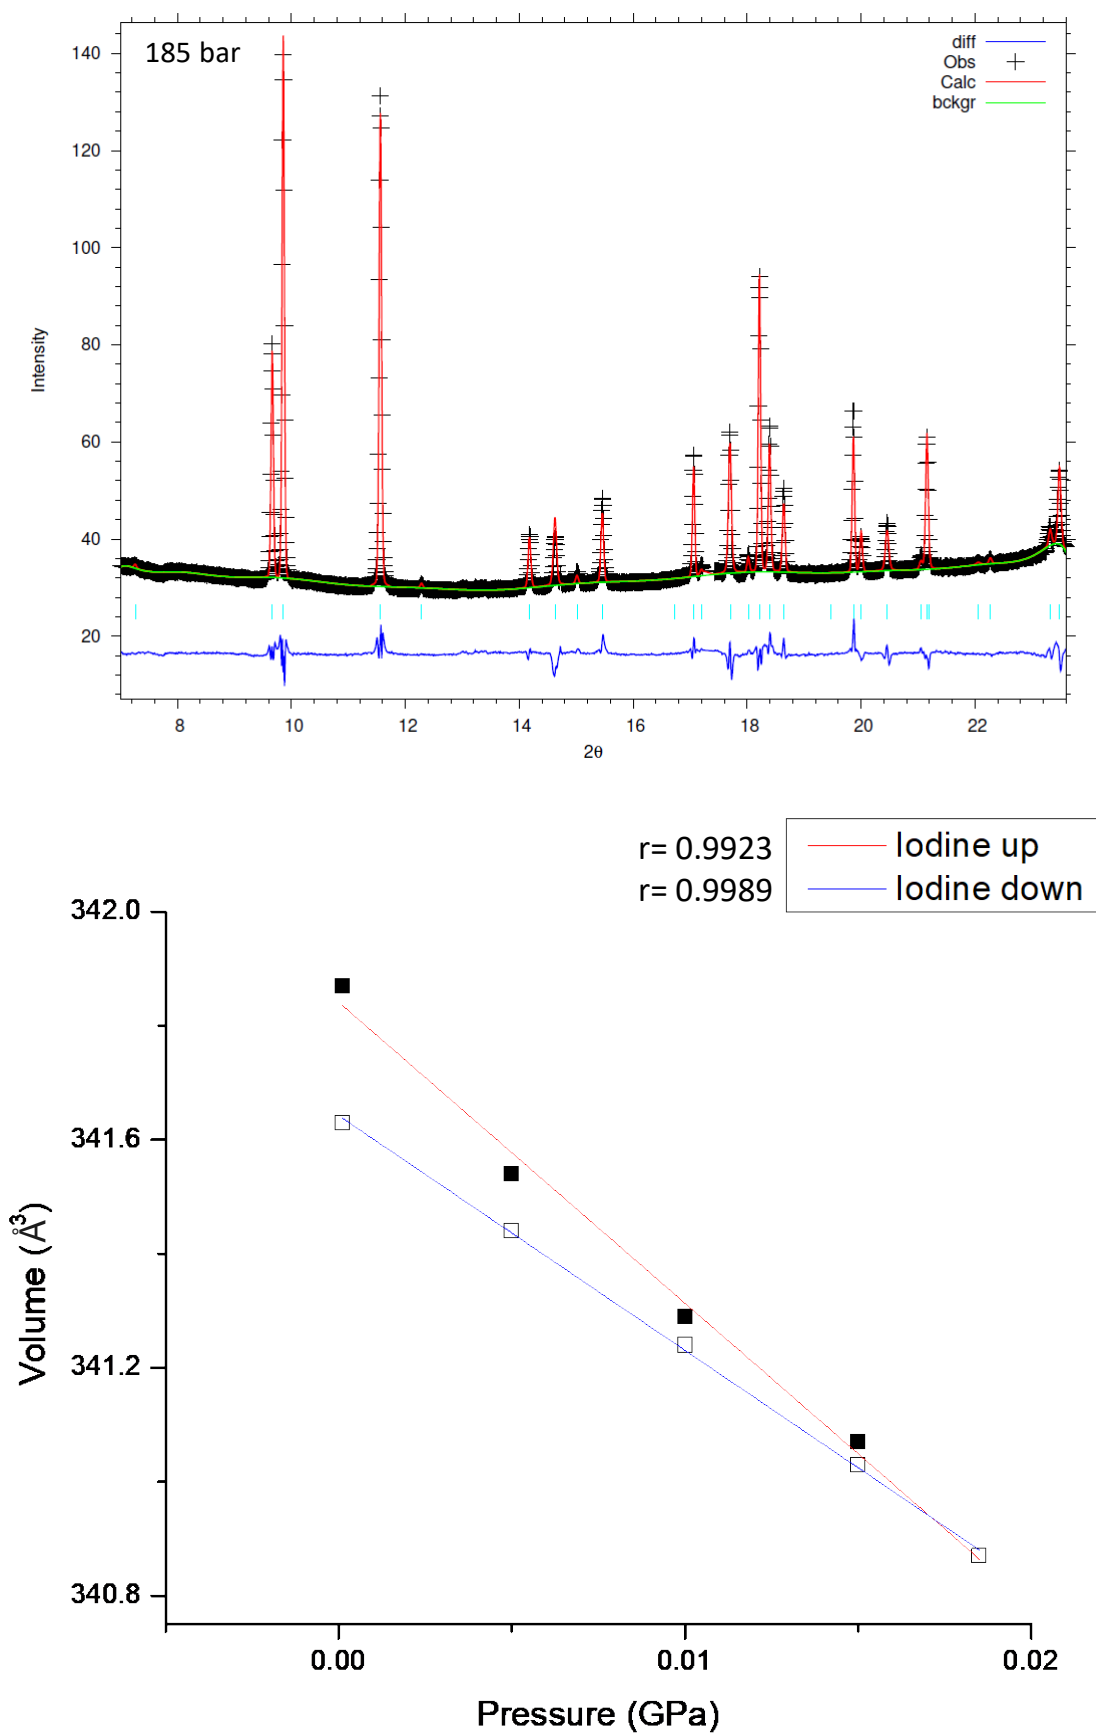 185 bar
diff
Obs
Calc
bckgr
140
120
100
80
60
40
20
Intensity
8 10 12 14 16 18 20 22
2θ
r= 0.9923 Iodine up
r= 0.9989 Iodine down
342.0
341.6
341.2
340.8
Volume (Å³)
0.00 0.01 0.02
Pressure (GPa)